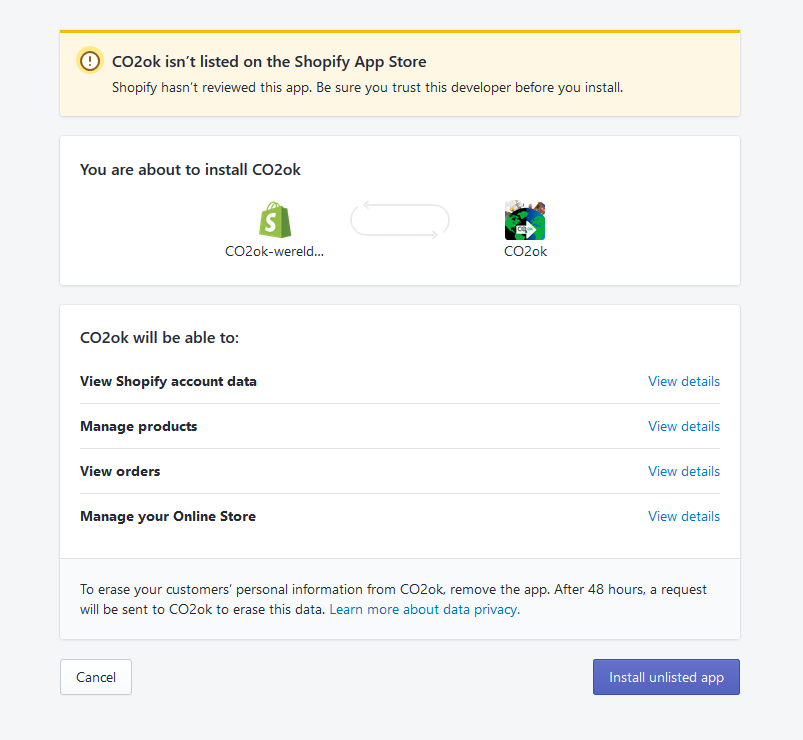 CO2ok isn't listed on the Shopify App Store
Shopify hasn't reviewed this app. Be sure you trust this developer before you install.
You are about to install CO2ok
CO2ok-wereld...
CO2ok
CO2ok will be able to:
View Shopify account data
View details
Manage products
View details
View orders
View details
Manage your Online Store
View details
To erase your customers' personal information from CO2ok, remove the app. After 48 hours, a request
will be sent to CO2ok to erase this data. Learn more about data privacy.
Cancel
Install unlisted app